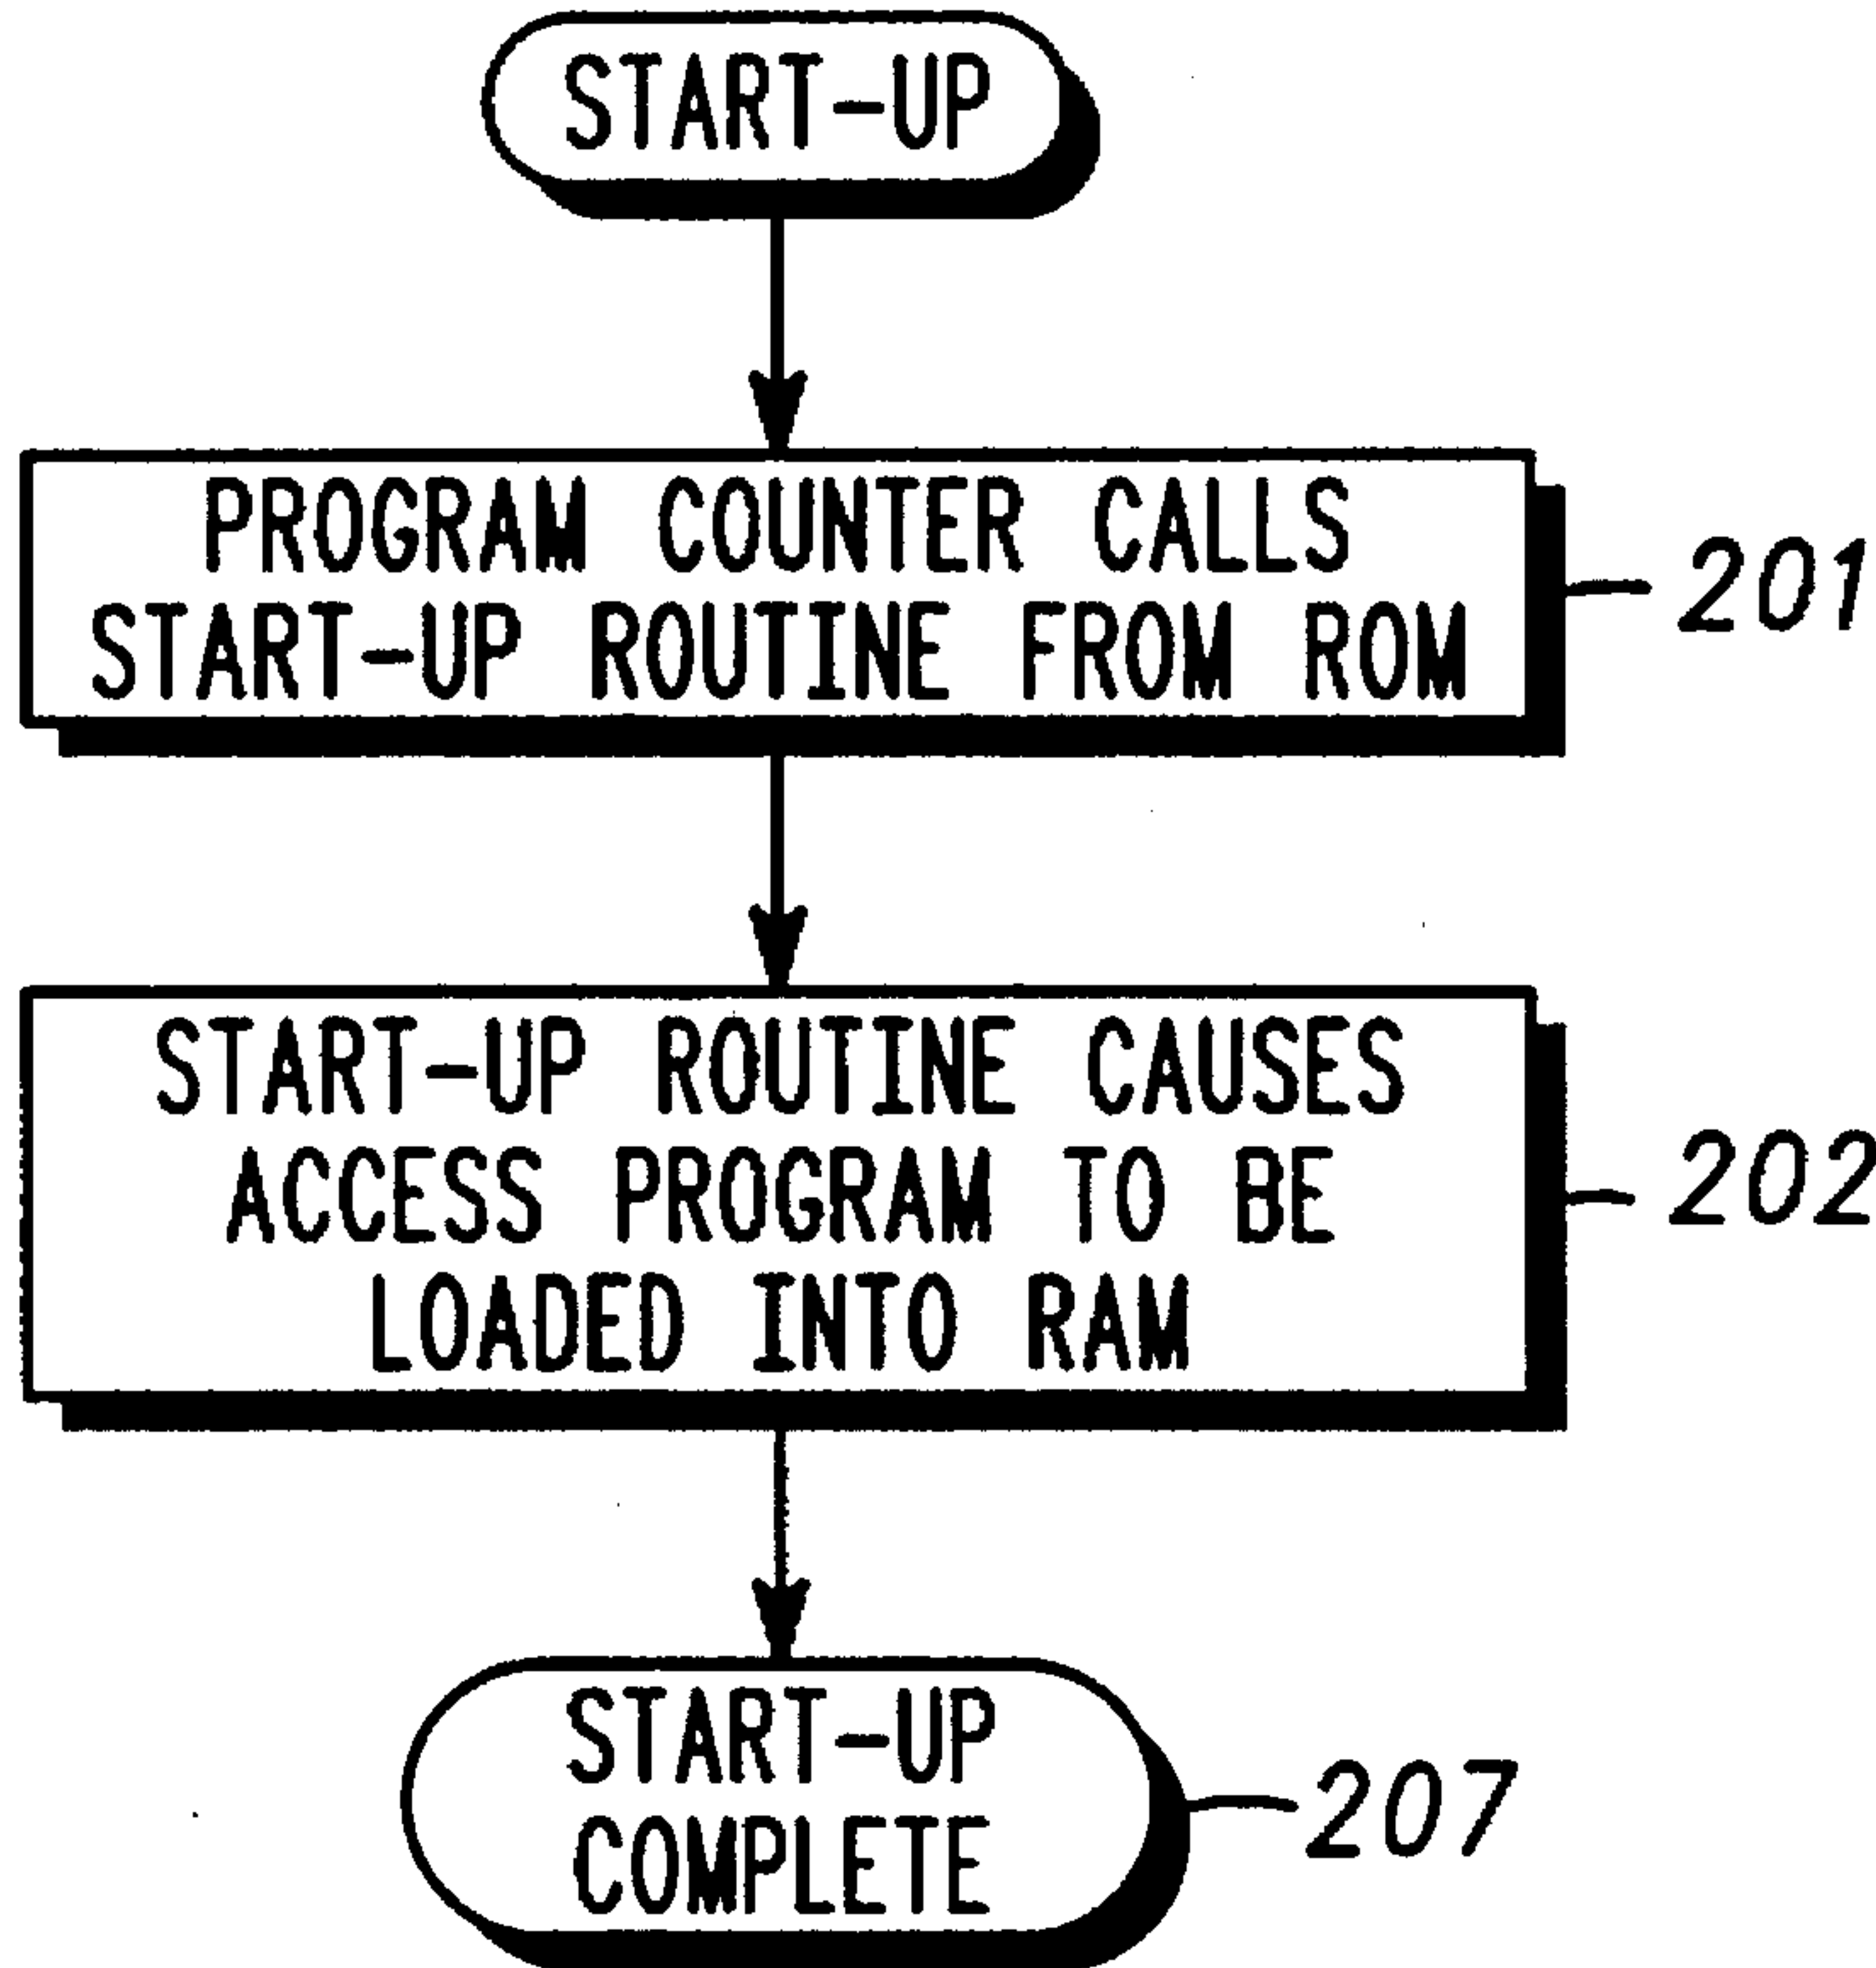 START-UP
PROGRAM COUNTER CALLS
START-UP ROUTINE FROM ROM
201
START-UP ROUTINE CAUSES
ACCESS PROGRAM TO BE
LOADED INTO RAM
202
START-UP
COMPLETE
207